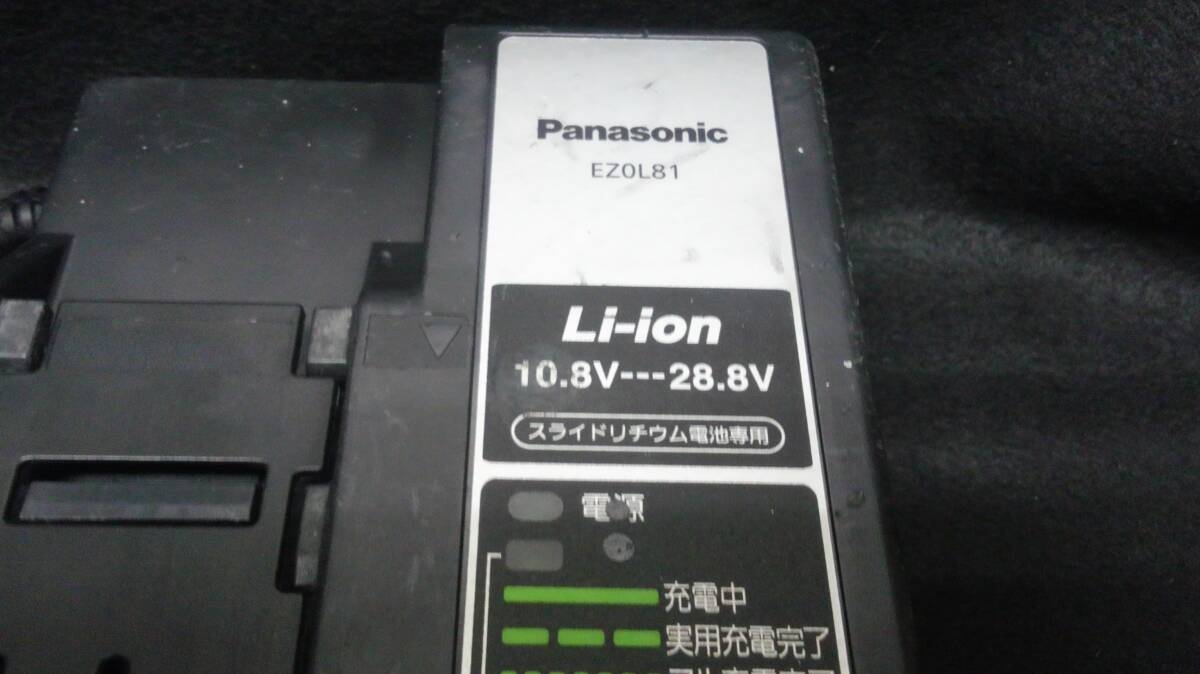 Panasonic
EZ0L81
Li-ion
10.8V---28.8V
スライドリチウム電池専用
電源
充電中
実用充電完了